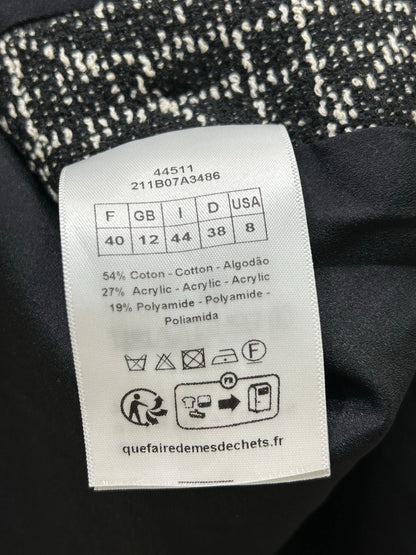 44511
211B07A3486
F GB I D USA
40 12 44 38 8
54% Coton - Cotton - Algodão
27% Acrylic - Acrylic - Acrylic
19% Polyamide - Polyamide -
Poliamida
F
FR
quefairedemesdechets.fr